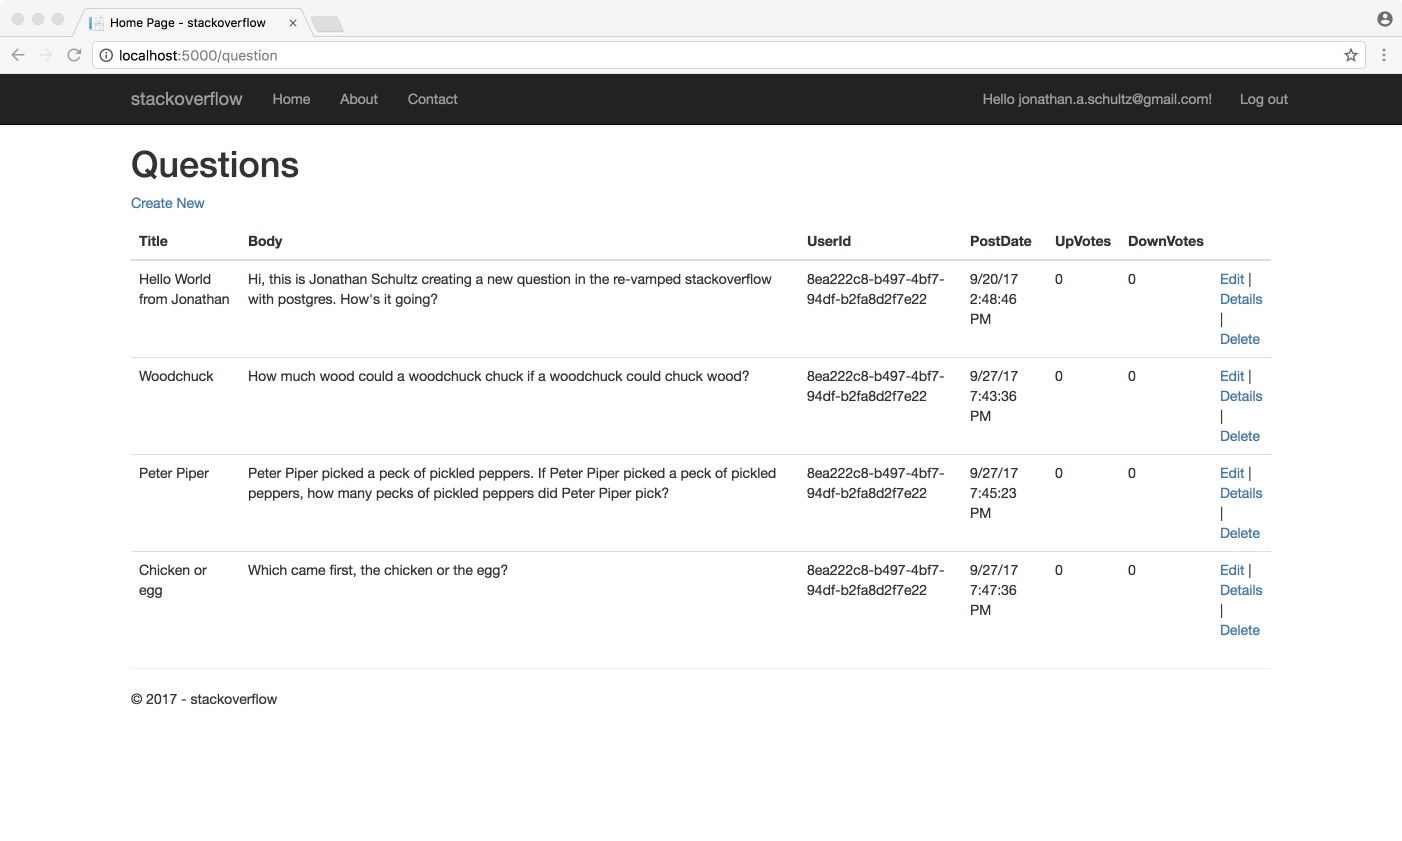 Home Page - stackoverflow
localhost:5000/question
stackoverflow Home About Contact Hello jonathan.a.schultz@gmail.com! Log out
Questions
Create New
Title Body UserId PostDate UpVotes DownVotes
Hello World Hi, this is Jonathan Schultz creating a new question in the re-vamped stackoverflow 8ea222c8-b497-4bf7- 9/20/17 0 0 Edit |
from Jonathan with postgres. How's it going? 94df-b2fa8d2f7e22 2:48:46 Details
PM |
Delete
Woodchuck How much wood could a woodchuck chuck if a woodchuck could chuck wood? 8ea222c8-b497-4bf7- 9/27/17 0 0 Edit |
94df-b2fa8d2f7e22 7:43:36 Details
PM |
Delete
Peter Piper Peter Piper picked a peck of pickled peppers. If Peter Piper picked a peck of pickled 8ea222c8-b497-4bf7- 9/27/17 0 0 Edit |
peppers, how many pecks of pickled peppers did Peter Piper pick? 94df-b2fa8d2f7e22 7:45:23 Details
PM |
Delete
Chicken or Which came first, the chicken or the egg? 8ea222c8-b497-4bf7- 9/27/17 0 0 Edit |
egg 94df-b2fa8d2f7e22 7:47:36 Details
PM |
Delete
© 2017 - stackoverflow